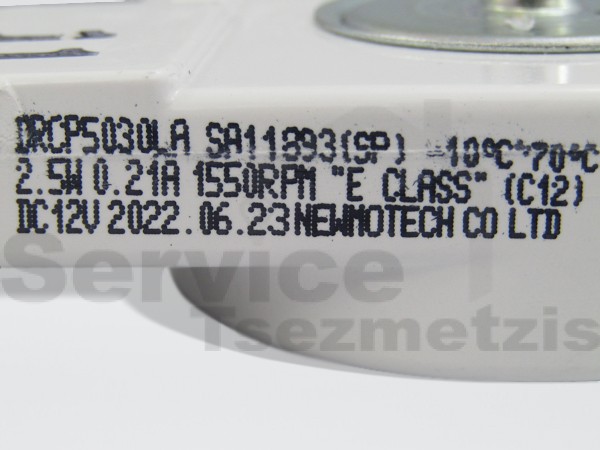 DRCP5030LA SA11893(SP) -10°C~70°C
2.5W 0.21A 1550RPM "E CLASS" (C12)
DC12V 2022.06.23 NEWMOTECH CO LTD
Service
Tsezmetzis